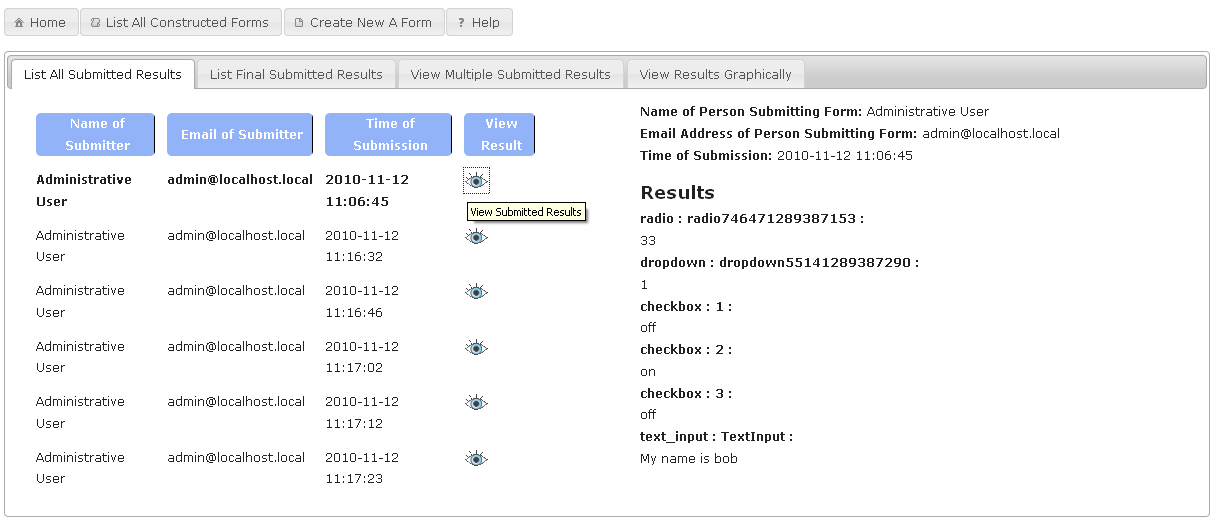 Home List All Constructed Forms Create New A Form ? Help
List All Submitted Results List Final Submitted Results View Multiple Submitted Results View Results Graphically
Name of Submitter Email of Submitter Time of Submission View Result
Administrative User admin@localhost.local 2010-11-12 11:06:45
View Submitted Results
Administrative User admin@localhost.local 2010-11-12 11:16:32
Administrative User admin@localhost.local 2010-11-12 11:16:46
Administrative User admin@localhost.local 2010-11-12 11:17:02
Administrative User admin@localhost.local 2010-11-12 11:17:12
Administrative User admin@localhost.local 2010-11-12 11:17:23
Name of Person Submitting Form: Administrative User
Email Address of Person Submitting Form: admin@localhost.local
Time of Submission: 2010-11-12 11:06:45
Results
radio : radio746471289387153 :
33
dropdown : dropdown55141289387290 :
1
checkbox : 1 :
off
checkbox : 2 :
on
checkbox : 3 :
off
text_input : TextInput :
My name is bob